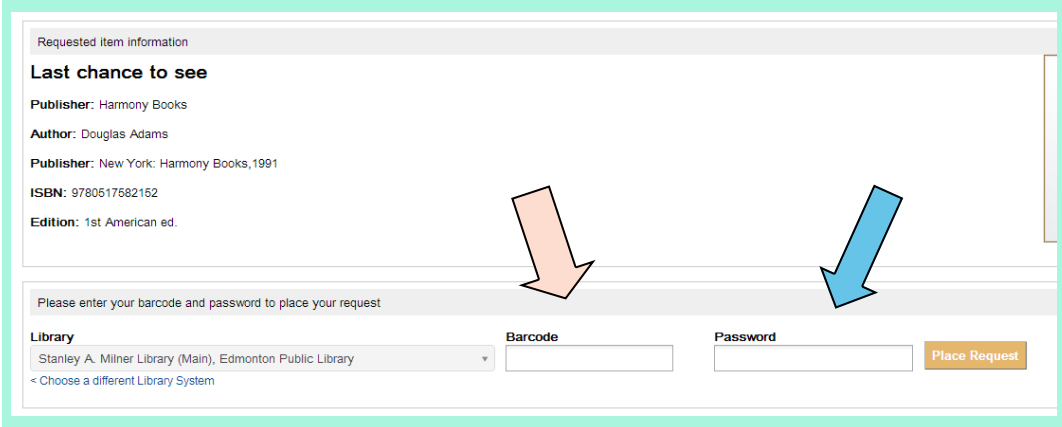 Requested item information
Last chance to see
Publisher: Harmony Books
Author: Douglas Adams
Publisher: New York: Harmony Books,1991
ISBN: 9780517582152
Edition: 1st American ed.
Please enter your barcode and password to place your request
Library Barcode Password
Stanley A. Milner Library (Main), Edmonton Public Library Place Request
< Choose a different Library System